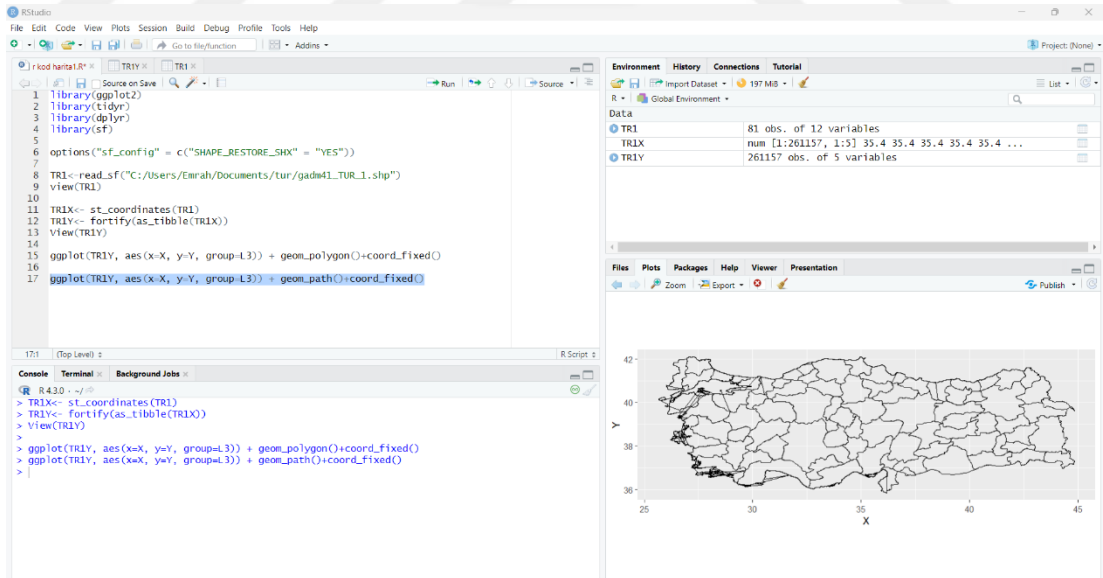 RStudio
File Edit Code View Plots Session Build Debug Profile Tools Help
Go to file/function Addins Project: (None)
r kod harita1.R* TR1Y TR1
Source on Save Run Source
1 library(ggplot2)
2 library(tidyr)
3 library(dplyr)
4 library(sf)
5
6 options("sf_config" = c("SHAPE_RESTORE_SHX" = "YES"))
7
8 TR1<-read_sf("C:/Users/Emrah/Documents/tur/gadm41_TUR_1.shp")
9 view(TR1)
10
11 TR1X<- st_coordinates(TR1)
12 TR1Y<- fortify(as_tibble(TR1X))
13 View(TR1Y)
14
15 ggplot(TR1Y, aes(x=X, y=Y, group=L3)) + geom_polygon()+coord_fixed()
16
17 ggplot(TR1Y, aes(x=X, y=Y, group=L3)) + geom_path()+coord_fixed()
17:1 (Top Level) R Script
Console Terminal Background Jobs
R 4.3.0 · ~/
> TR1X<- st_coordinates(TR1)
> TR1Y<- fortify(as_tibble(TR1X))
> View(TR1Y)
>
> ggplot(TR1Y, aes(x=X, y=Y, group=L3)) + geom_polygon()+coord_fixed()
> ggplot(TR1Y, aes(x=X, y=Y, group=L3)) + geom_path()+coord_fixed()
>
Environment History Connections Tutorial
Import Dataset 197 MiB List
R Global Environment
Data
TR1 81 obs. of 12 variables
TR1X num [1:261157, 1:5] 35.4 35.4 35.4 35.4 35.4 ...
TR1Y 261157 obs. of 5 variables
Files Plots Packages Help Viewer Presentation
Zoom Export Publish
42
40
Y
38
36
25 30 35 40 45
X